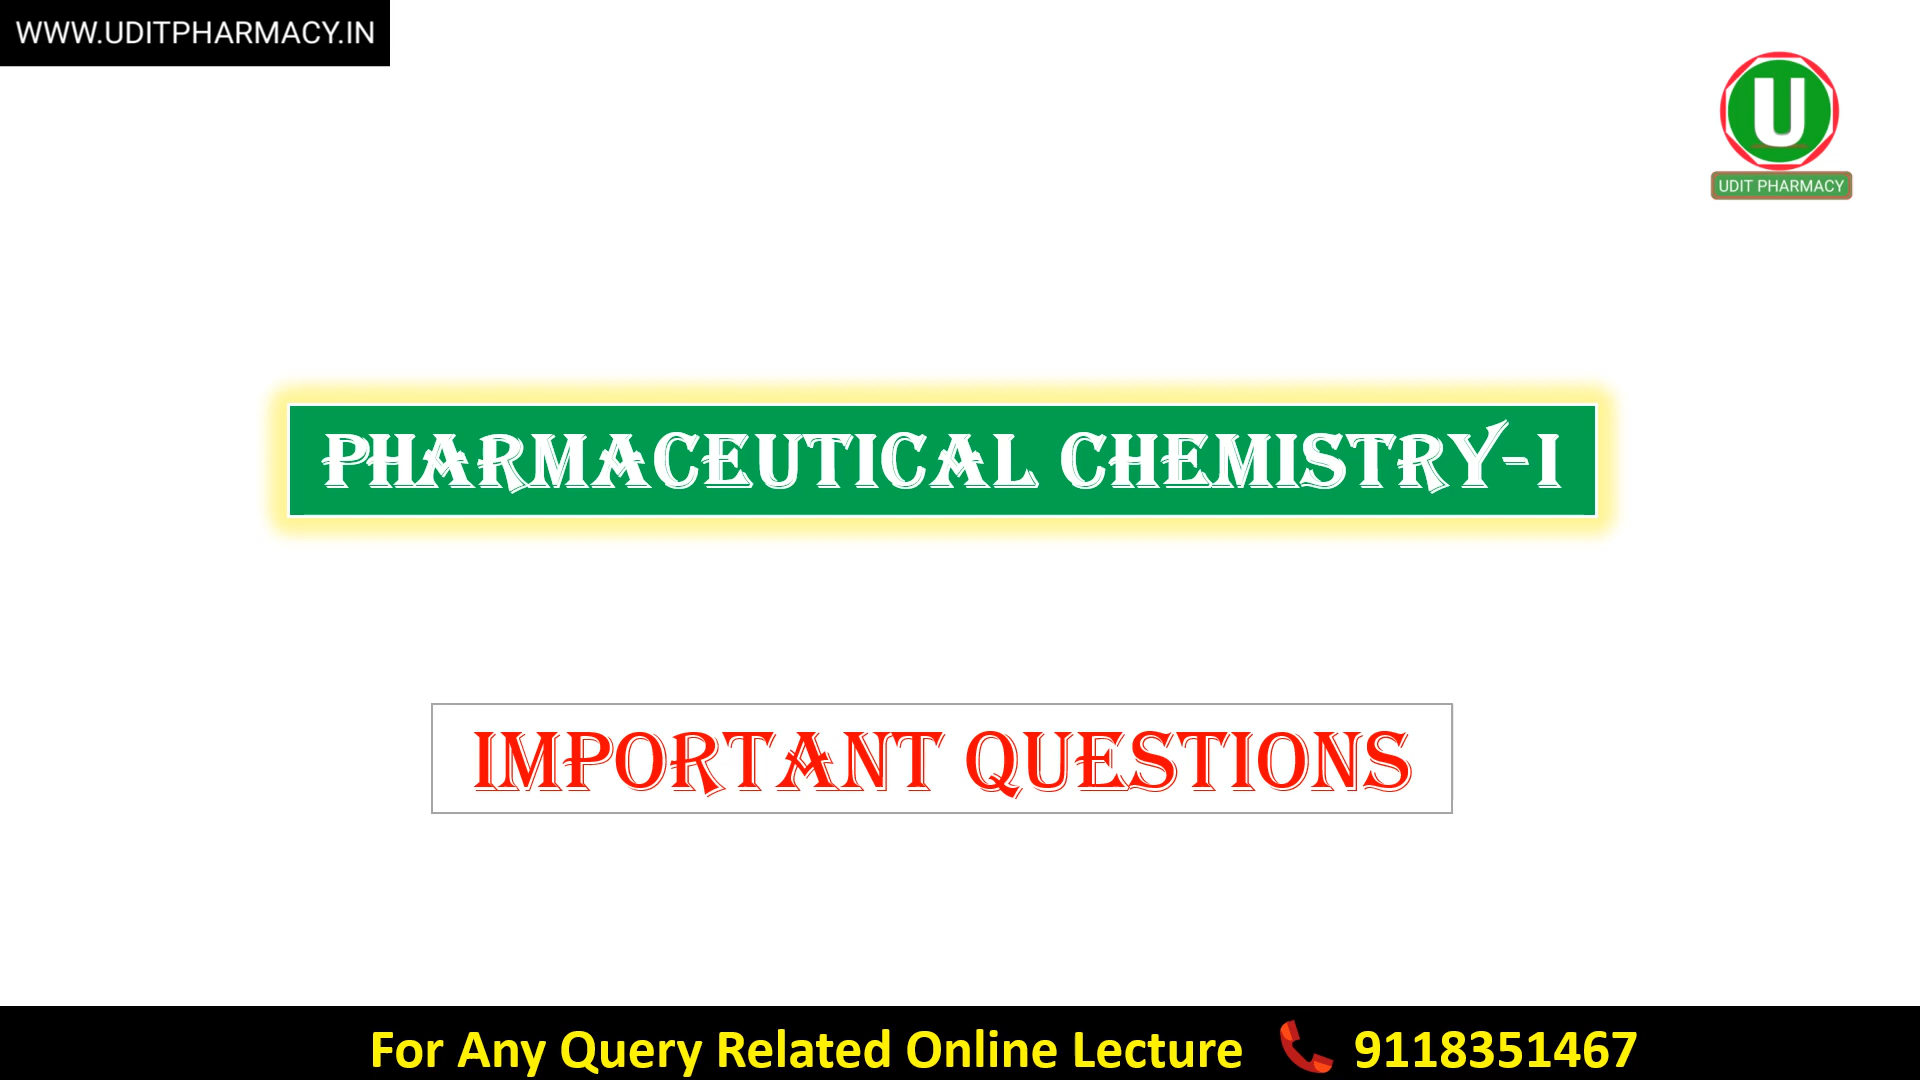 WWW.UDITPHARMACY.IN
U
UDIT PHARMACY
PHARMACEUTICAL CHEMISTRY-I
IMPORTANT QUESTIONS
For Any Query Related Online Lecture 9118351467